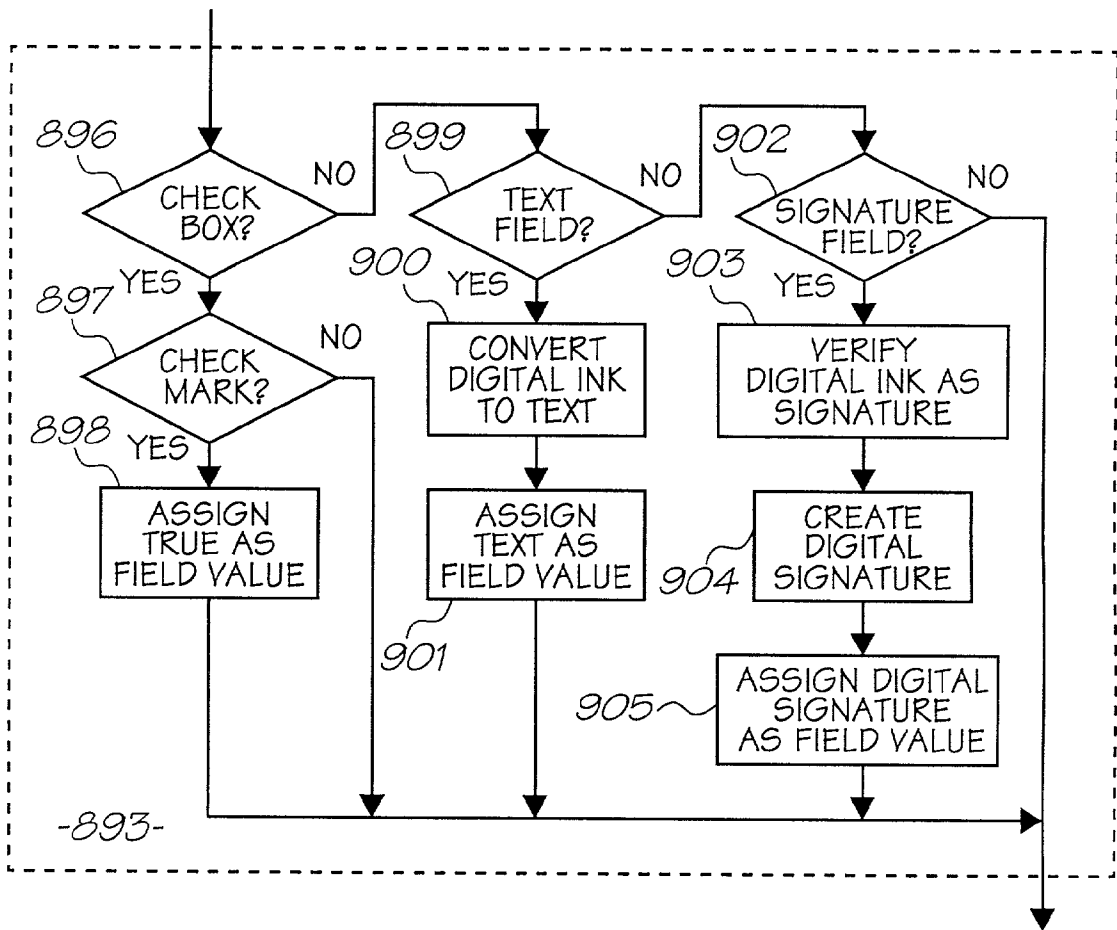 896
CHECK
BOX?
NO
YES
899
TEXT
FIELD?
NO
YES
902
SIGNATURE
FIELD?
NO
YES
897
CHECK
MARK?
NO
YES
900
CONVERT
DIGITAL INK
TO TEXT
903
VERIFY
DIGITAL INK AS
SIGNATURE
898
ASSIGN
TRUE AS
FIELD VALUE
ASSIGN
TEXT AS
FIELD VALUE
901
CREATE
DIGITAL
SIGNATURE
904
905
ASSIGN DIGITAL
SIGNATURE
AS FIELD VALUE
-893-